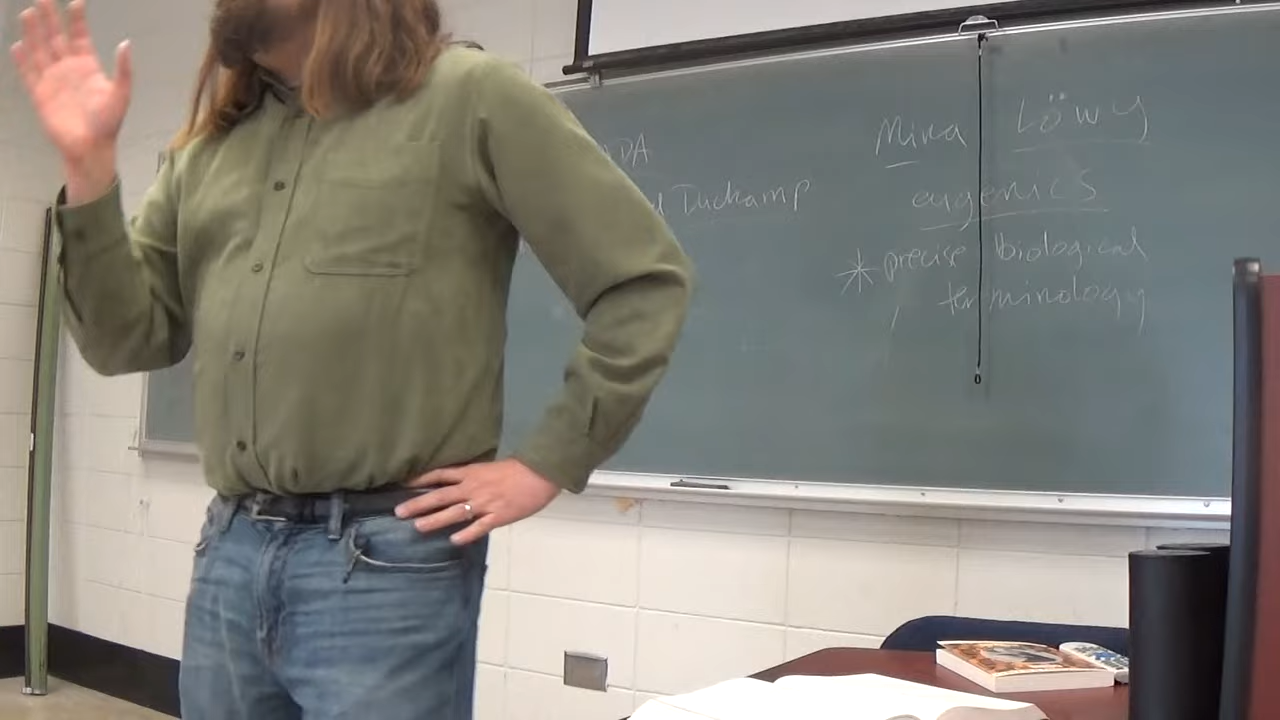 DA
Duchamp
Mina Löwy
eugenics
* precise biological
terminology